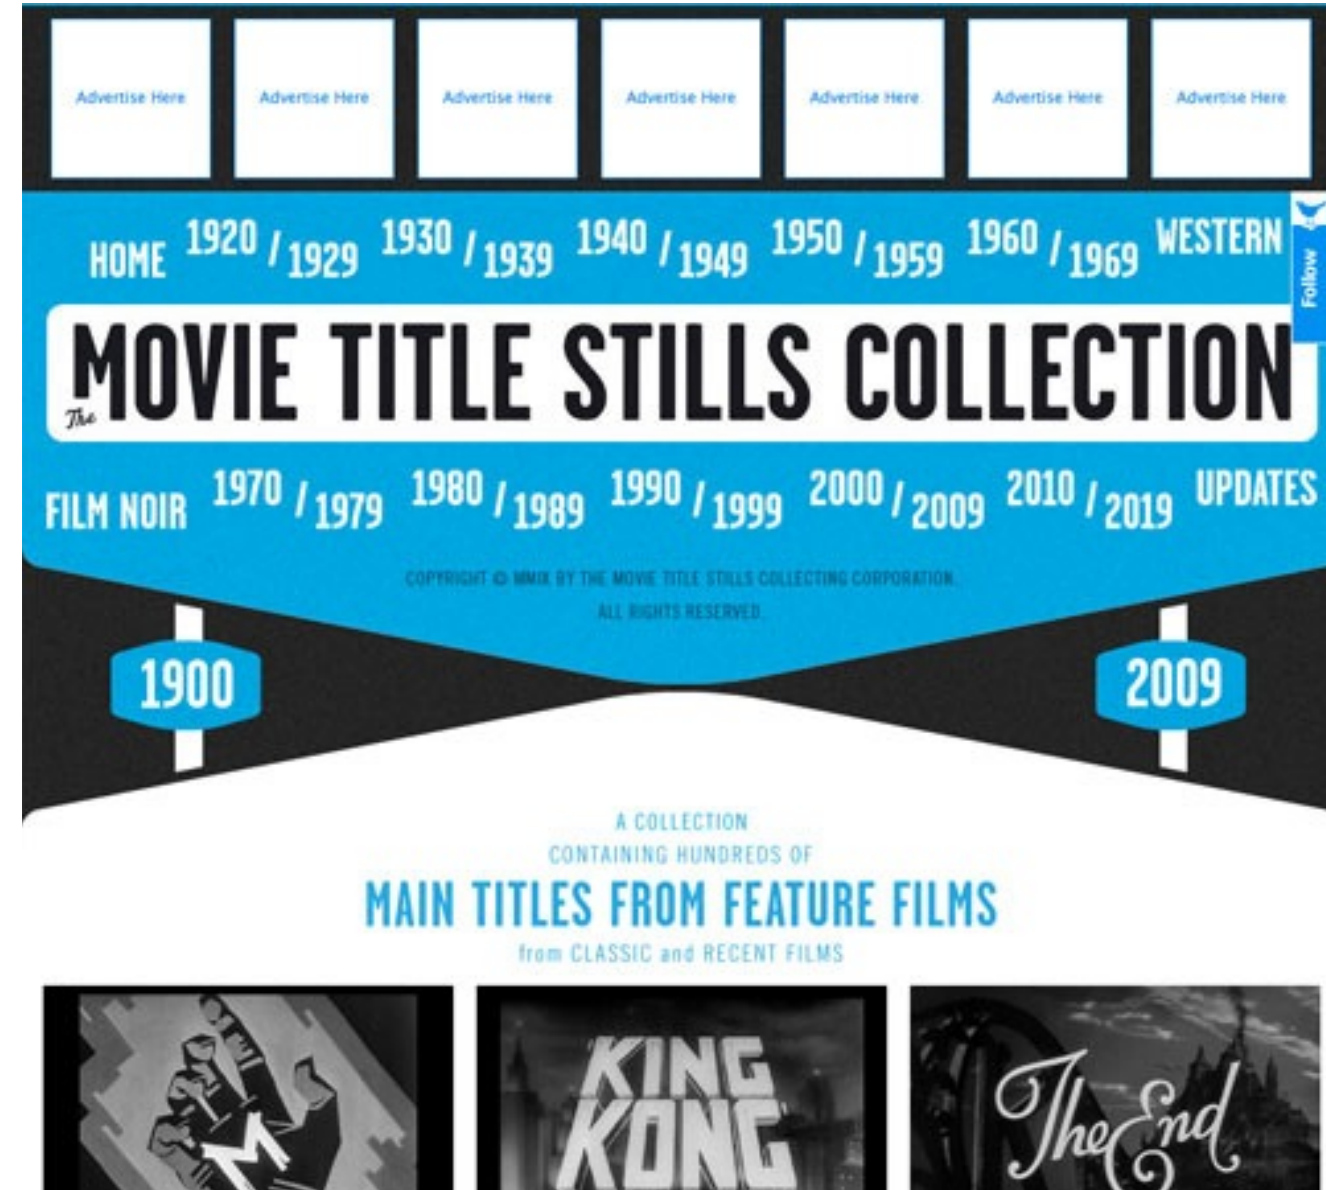 Advertise Here Advertise Here Advertise Here Advertise Here Advertise Here Advertise Here Advertise Here
HOME 1920 / 1929 1930 / 1939 1940 / 1949 1950 / 1959 1960 / 1969 WESTERN
Follow
The MOVIE TITLE STILLS COLLECTION
FILM NOIR 1970 / 1979 1980 / 1989 1990 / 1999 2000 / 2009 2010 / 2019 UPDATES
COPYRIGHT © MMIX BY THE MOVIE TITLE STILLS COLLECTING CORPORATION.
ALL RIGHTS RESERVED.
1900 2009
A COLLECTION
CONTAINING HUNDREDS OF
MAIN TITLES FROM FEATURE FILMS
from CLASSIC and RECENT FILMS
M
KING
KONG
The End